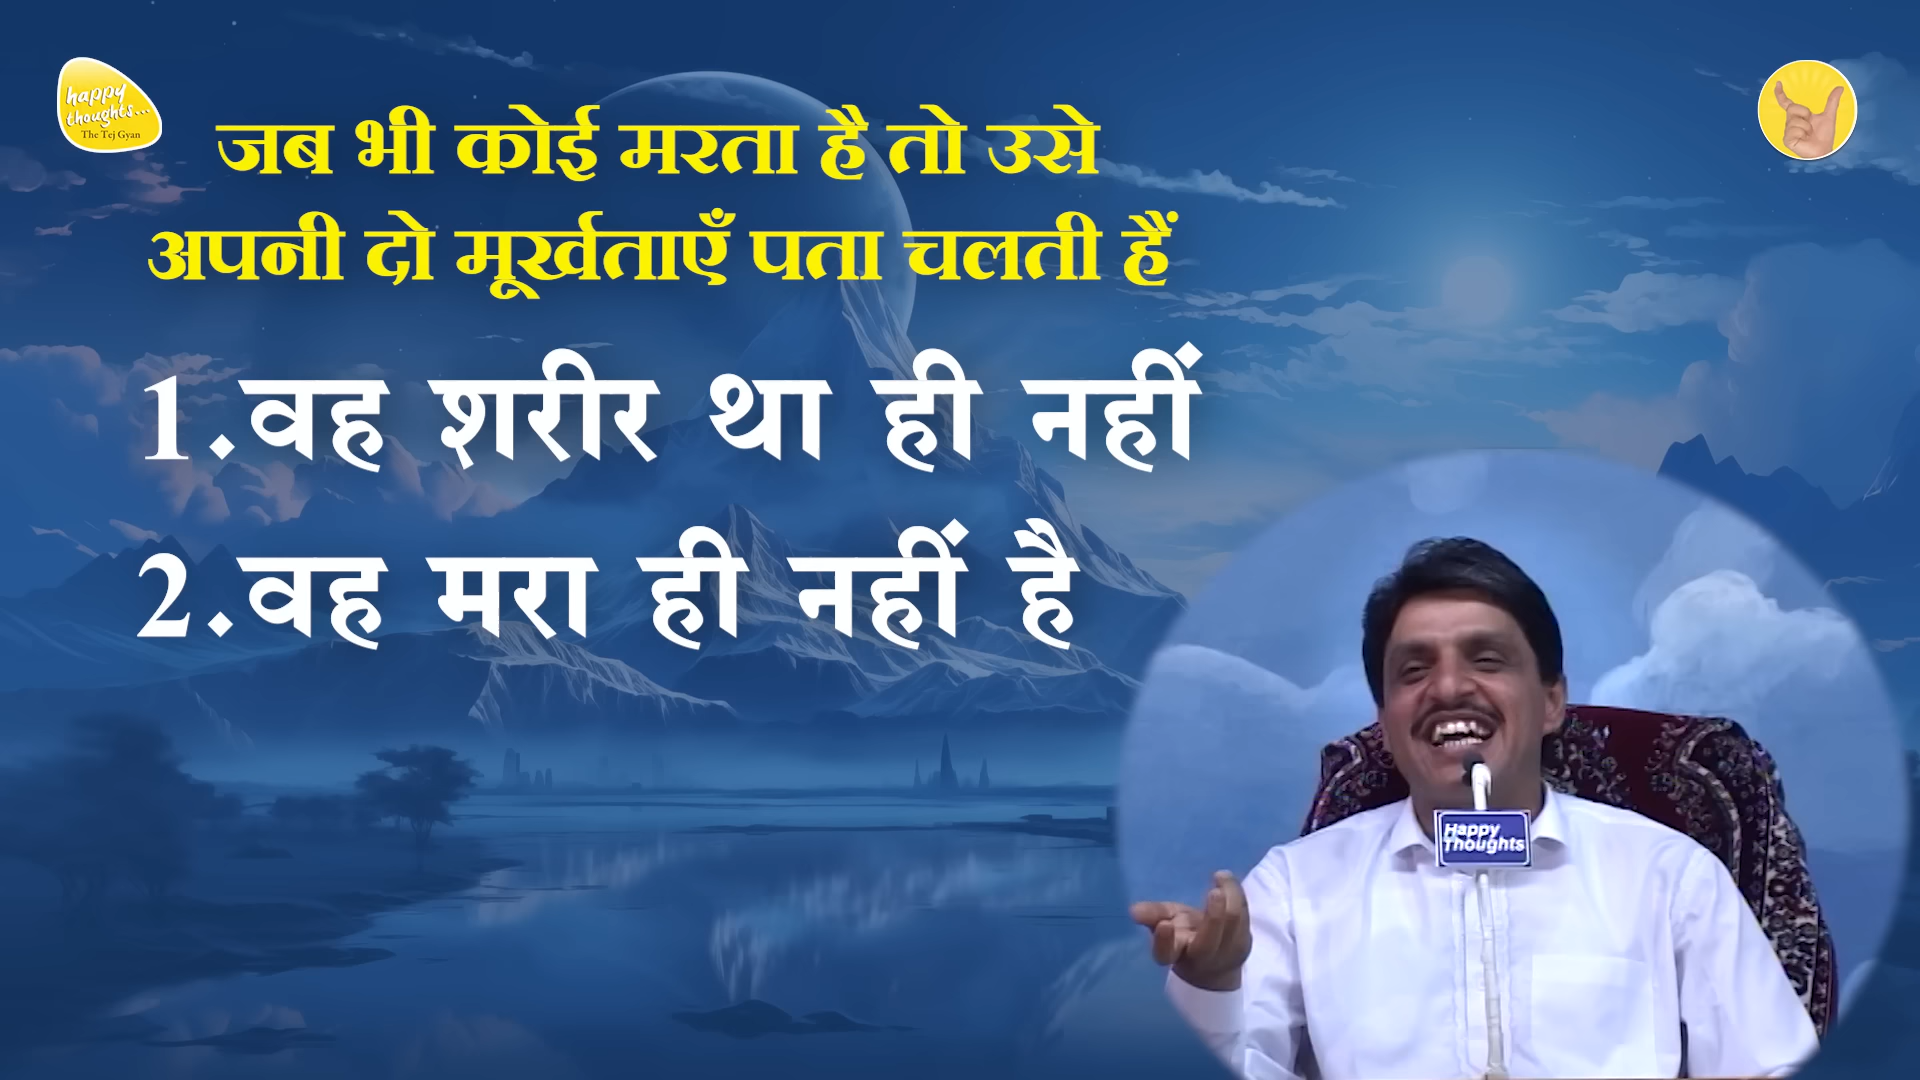 happy
thoughts...
The Tej Gyan
जब भी कोई मरता है तो उसे
अपनी दो मूर्खताएँ पता चलती हैं
1.वह शरीर था ही नहीं
2.वह मरा ही नहीं है
Happy
Thoughts